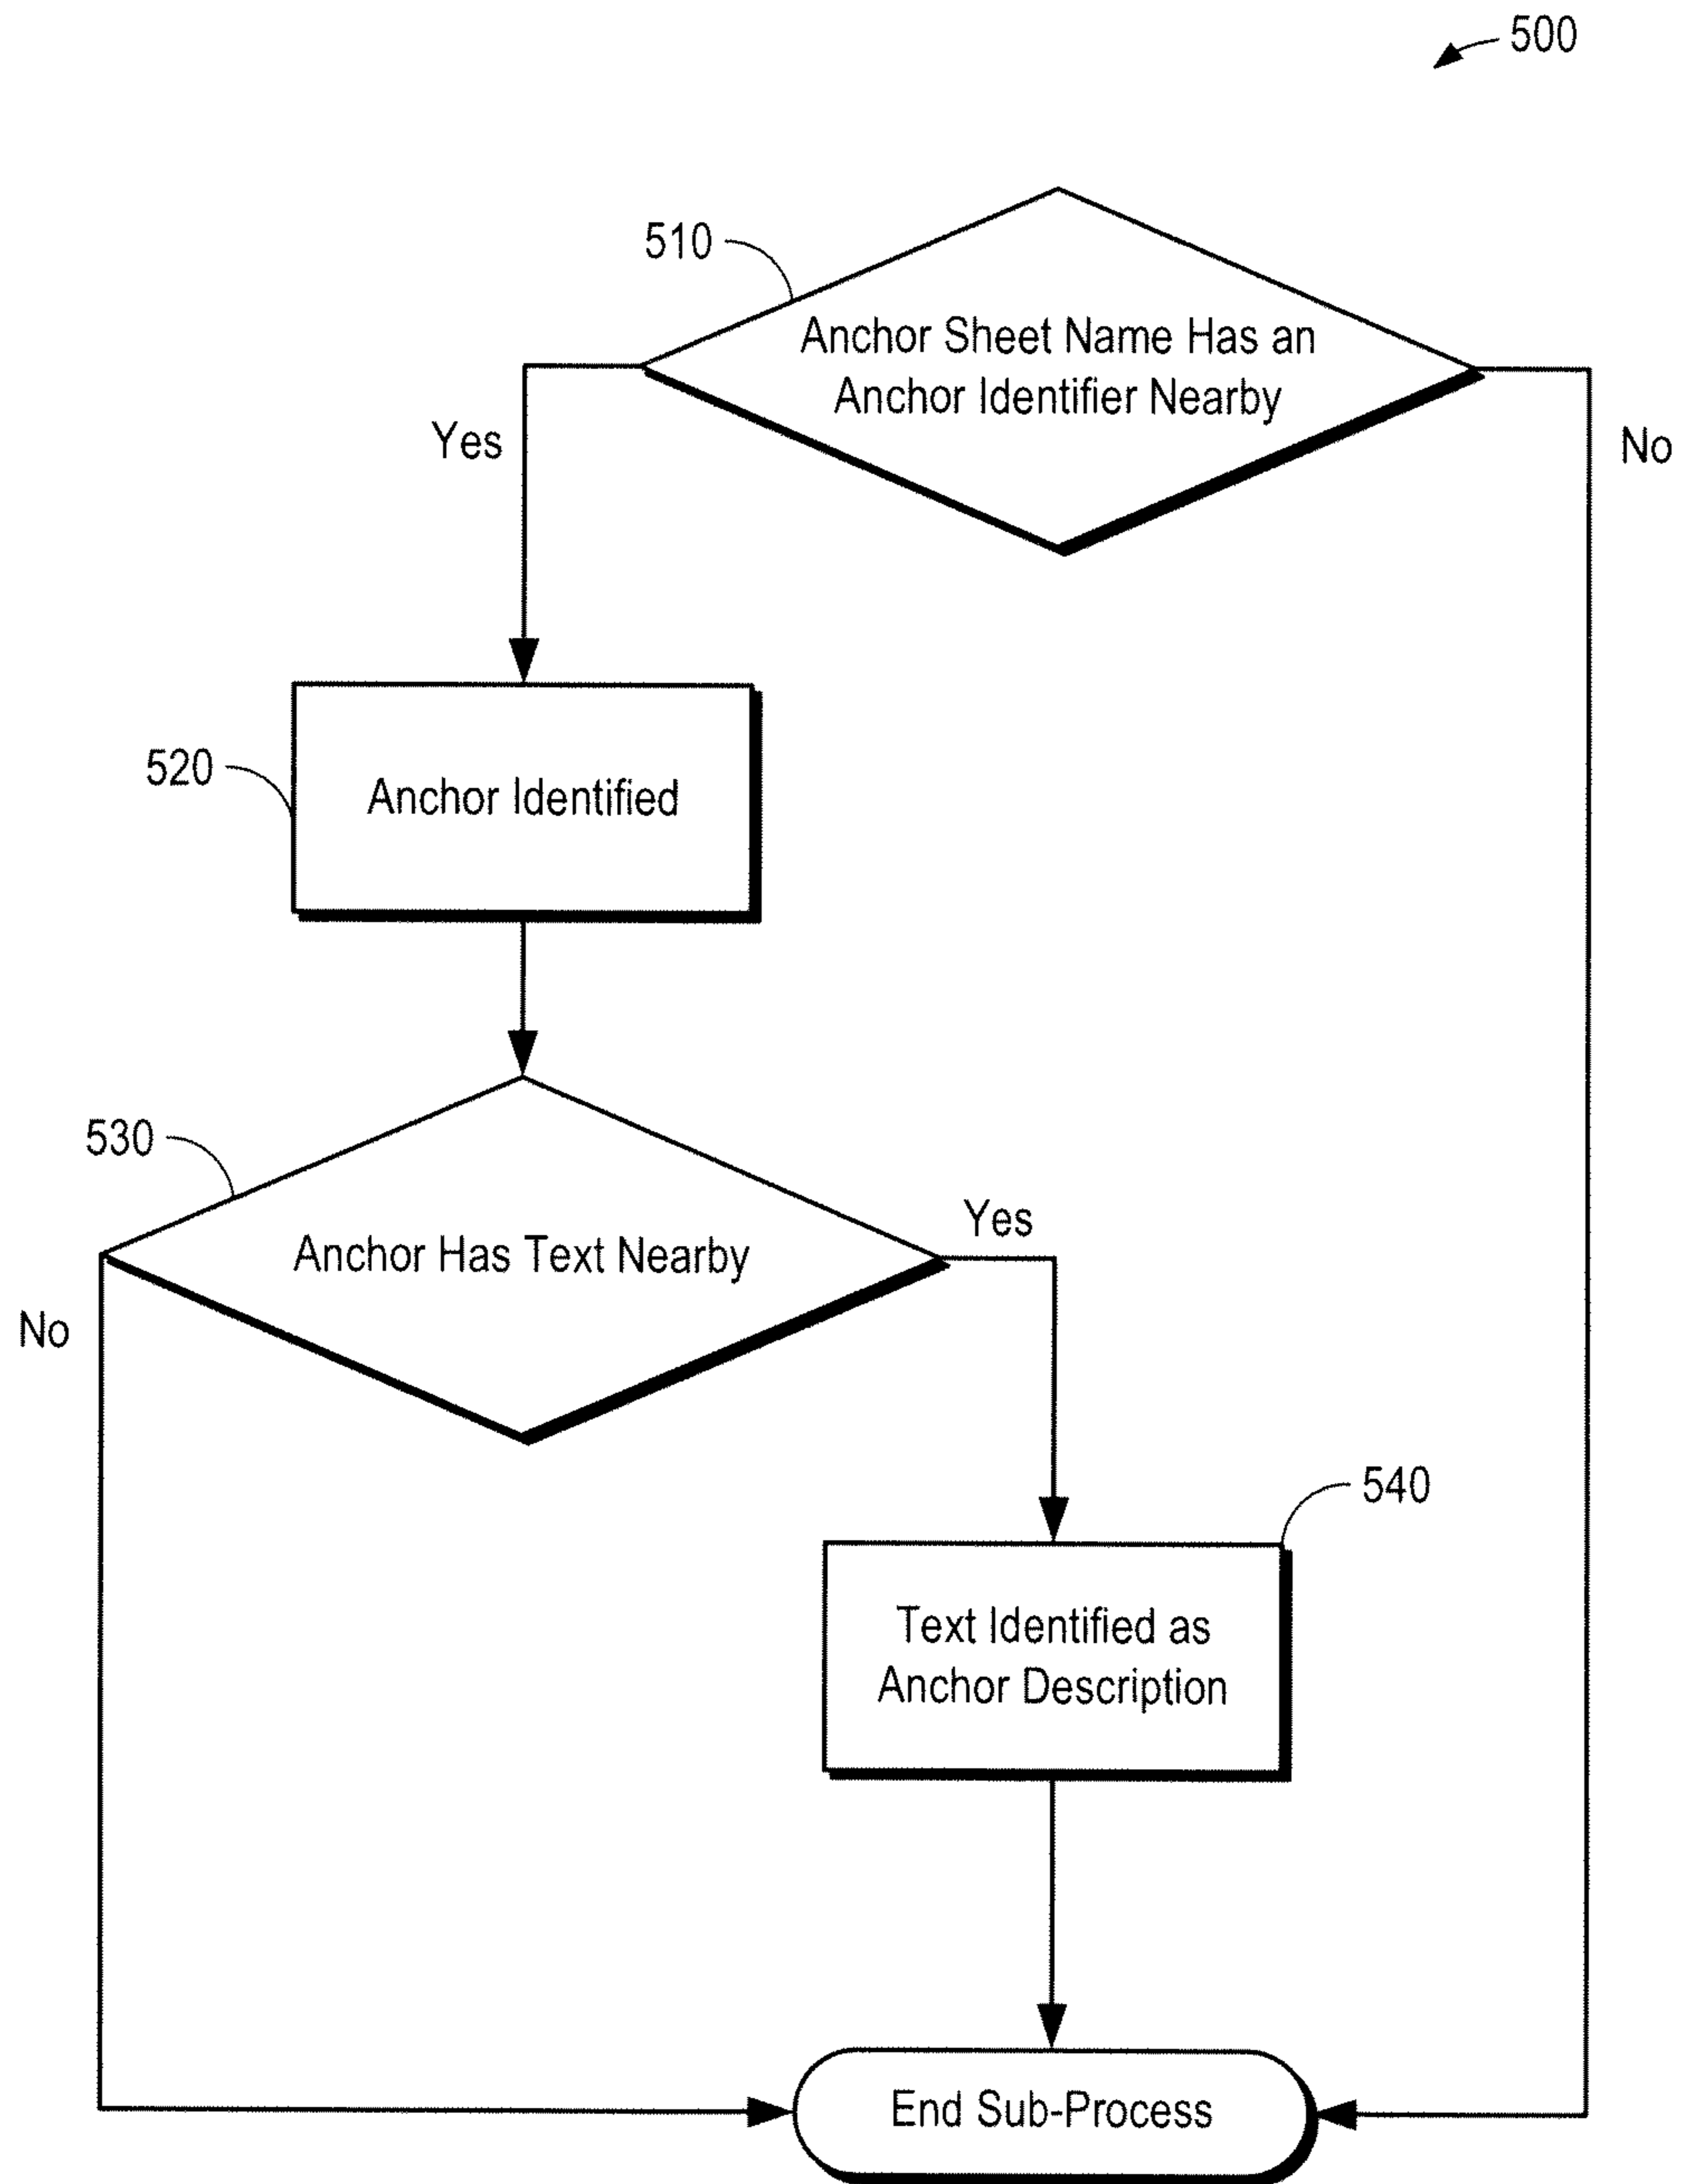 500
510
Anchor Sheet Name Has an
Anchor Identifier Nearby
Yes
No
520
Anchor Identified
530
Anchor Has Text Nearby
Yes
No
540
Text Identified as
Anchor Description
End Sub-Process